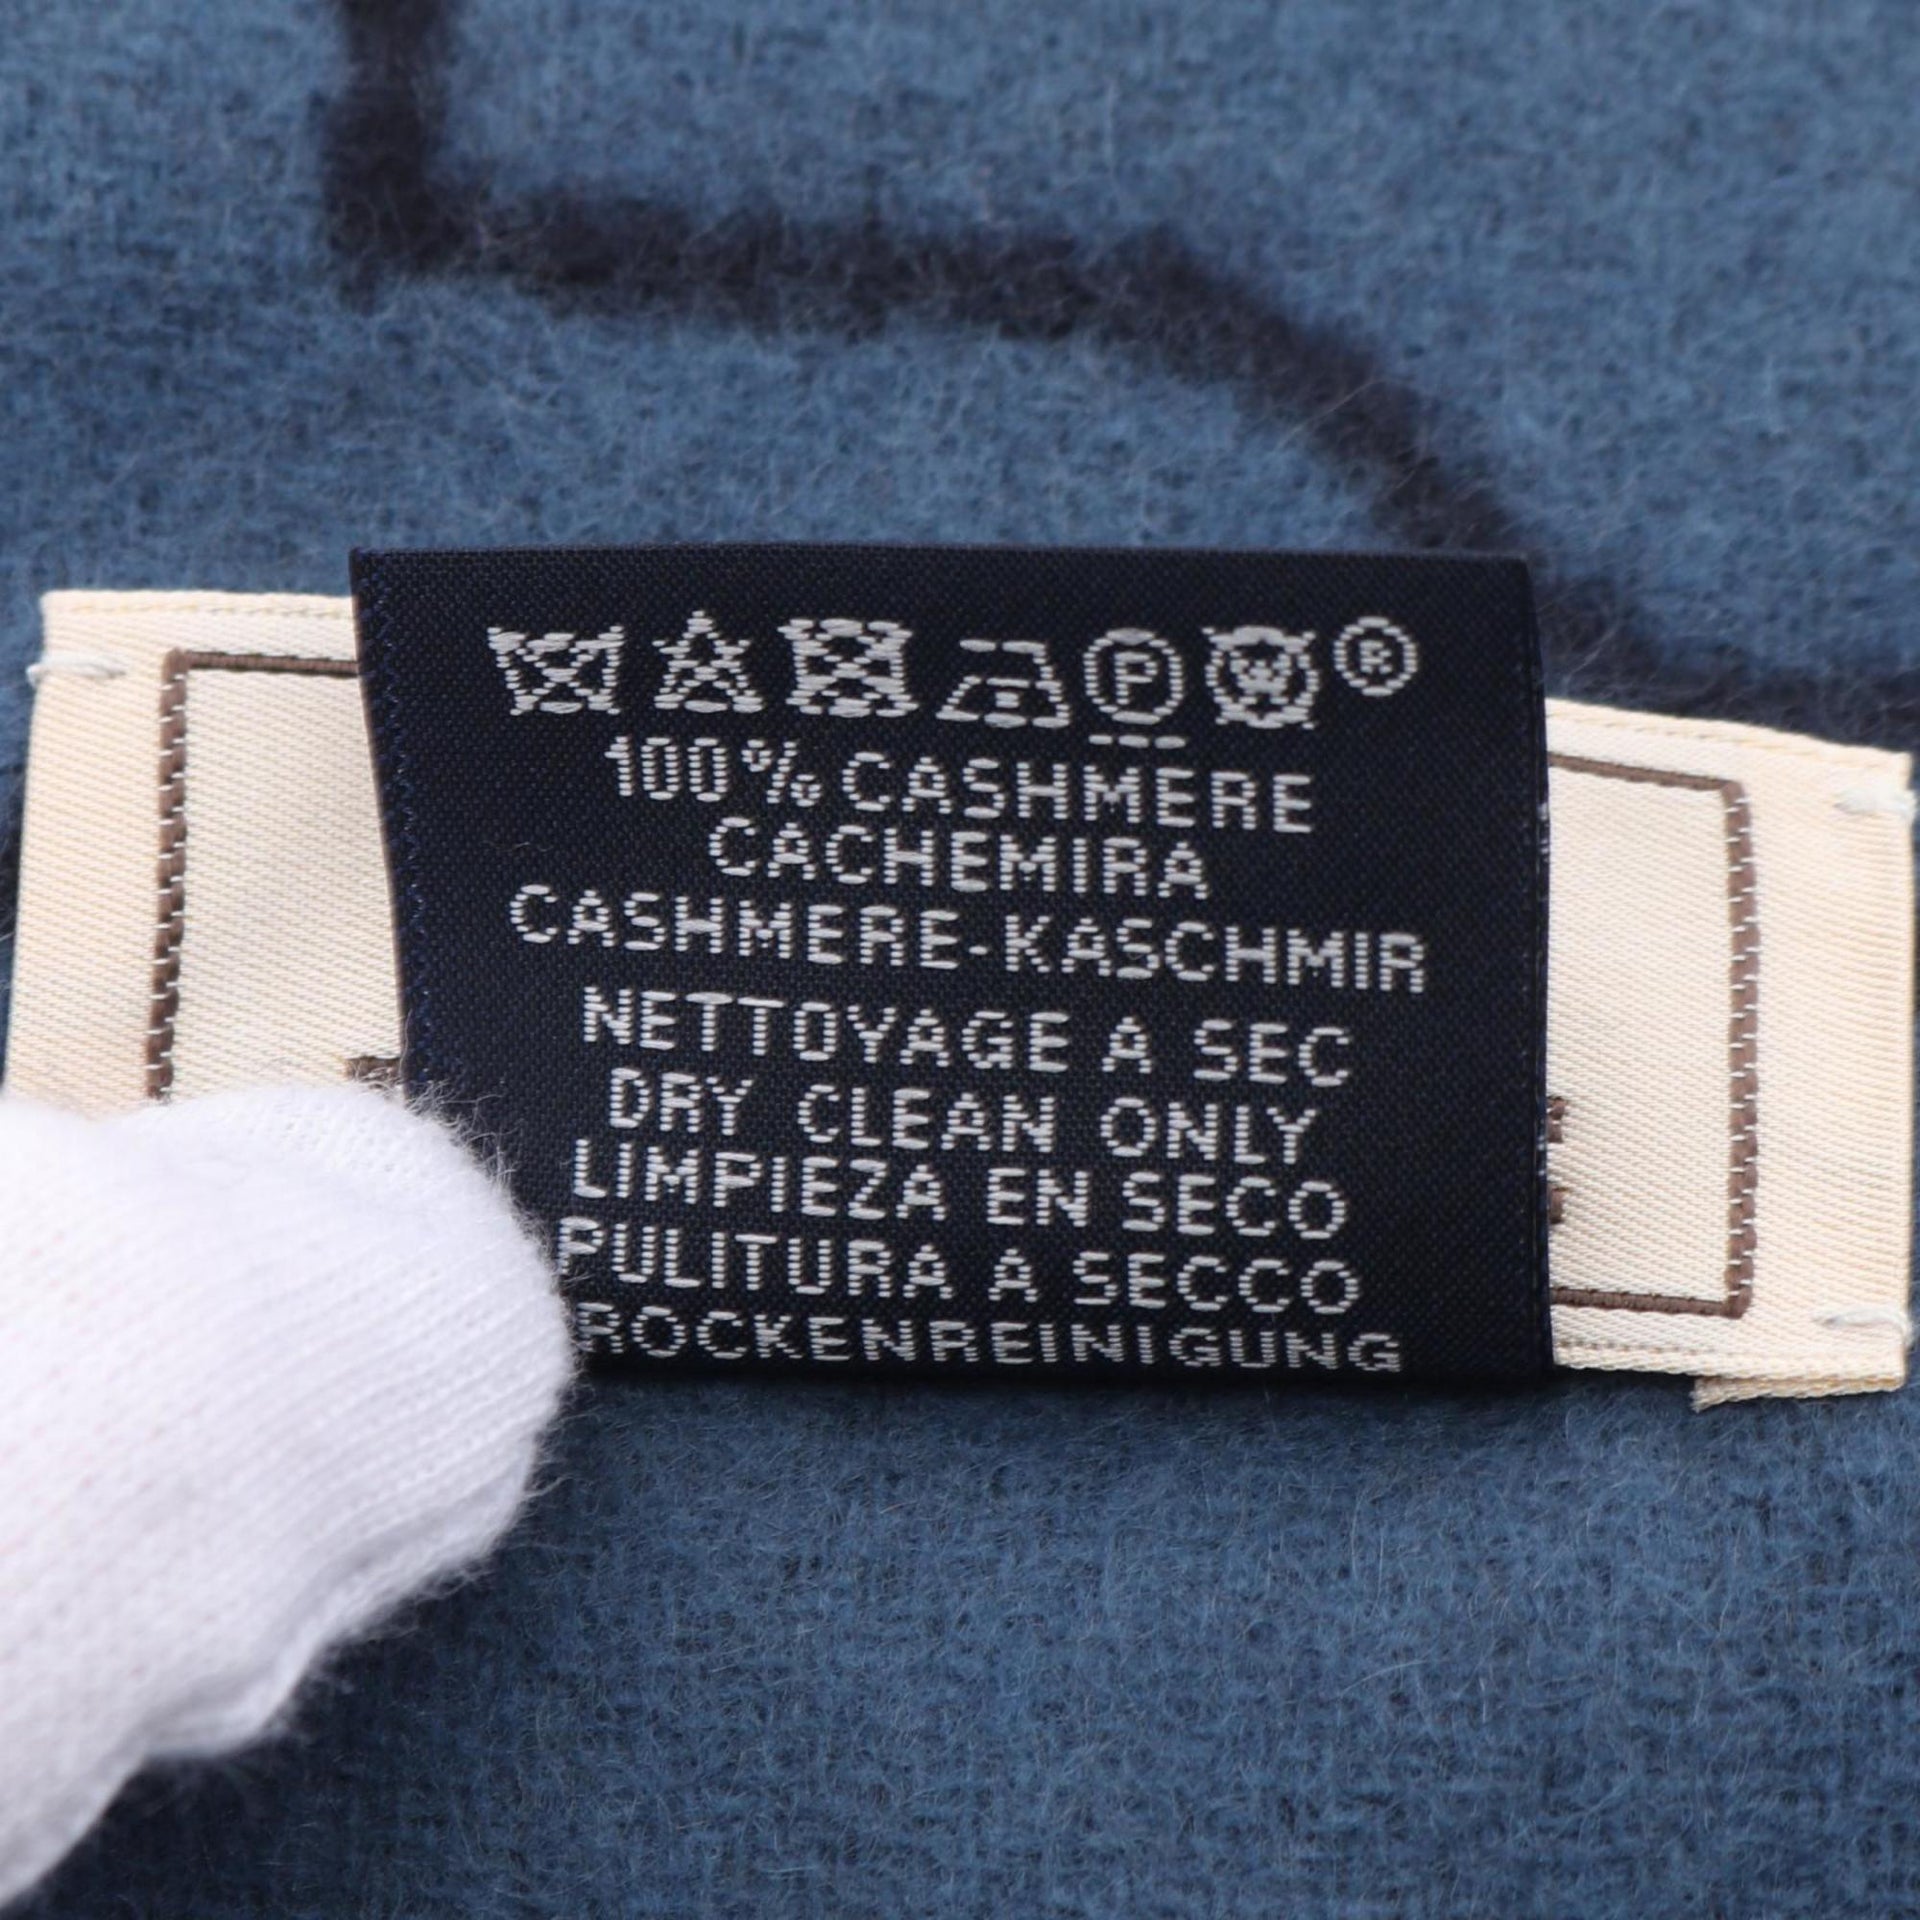 P W ®
100% CASHMERE
CACHEMIRA
CASHMERE-KASCHMIR
NETTOYAGE A SEC
DRY CLEAN ONLY
LIMPIEZA EN SECO
PULITURA A SECCO
ROCKENREINIGUNG